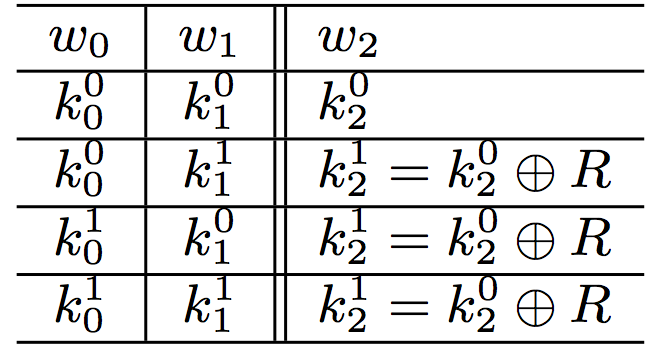 w_0 w_1 w_2
k_0^0 k_1^0 k_2^0
k_0^0 k_1^1 k_2^1 = k_2^0 ⊕ R
k_0^1 k_1^0 k_2^1 = k_2^0 ⊕ R
k_0^1 k_1^1 k_2^1 = k_2^0 ⊕ R